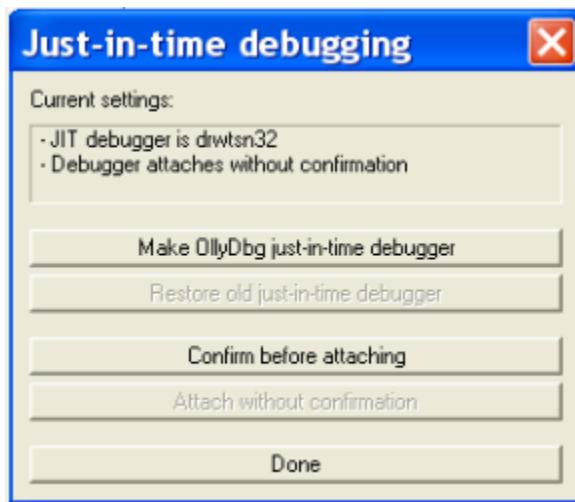 Just-in-time debugging
Current settings:
- JIT debugger is drwtsn32
- Debugger attaches without confirmation
Make OllyDbg just-in-time debugger
Restore old just-in-time debugger
Confirm before attaching
Attach without confirmation
Done